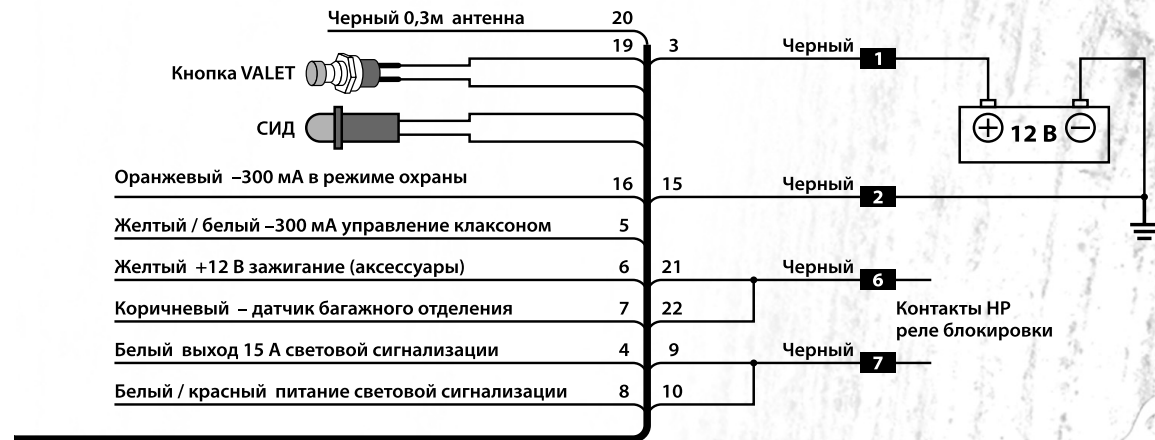 Черный 0,3м антенна 20
19 3 Черный 1
Кнопка VALET
СИД
12 В
Оранжевый –300 мА в режиме охраны 16 15 Черный 2
Желтый / белый –300 мА управление клаксоном 5
Желтый +12 В зажигание (аксессуары) 6 21 Черный 6
Коричневый – датчик багажного отделения 7 22
Контакты НР
реле блокировки
Белый выход 15 А световой сигнализации 4 9 Черный 7
Белый / красный питание световой сигнализации 8 10